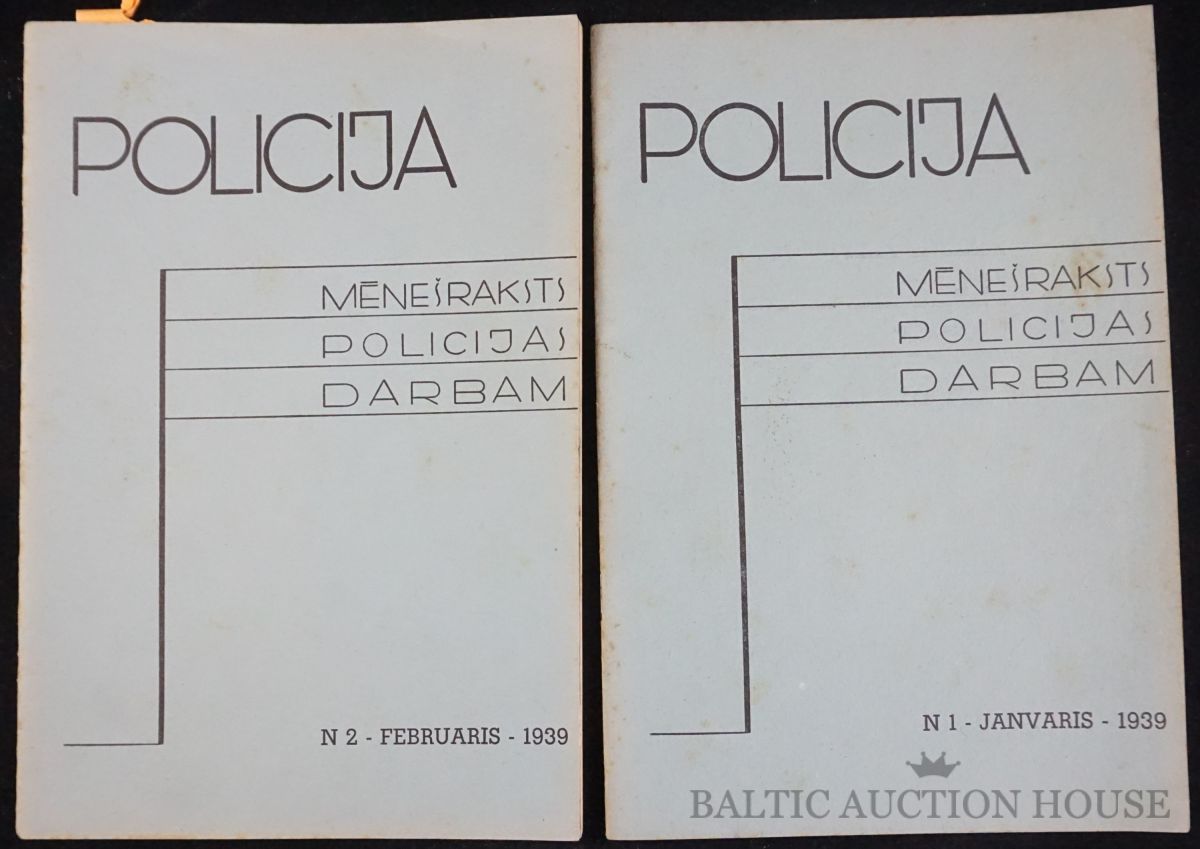 POLICIJA
MĒNEŠRAKSTS
POLICIJAS
DARBAM
N 2 - FEBRUARIS - 1939
POLICIJA
MĒNEŠRAKSTS
POLICIJAS
DARBAM
N 1 - JANVARIS - 1939
BALTIC AUCTION HOUSE